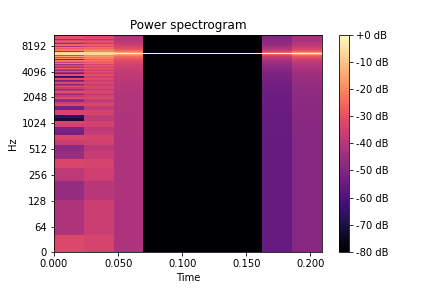 Power spectrogram
8192
4096
2048
1024
512
256
128
64
0
Hz
0.000 0.050 0.100 0.150 0.200
Time
+0 dB
-10 dB
-20 dB
-30 dB
-40 dB
-50 dB
-60 dB
-70 dB
-80 dB